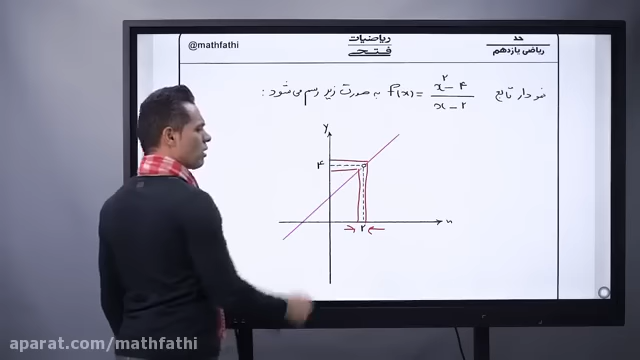 @mathfathi
ریاضیات
فتحی
حد
ریاضی یازدهم
نمودار تابع f(x) = (x² - ۴)/(x - ۲) به صورت زیر رسم می‌شود :
y
۴
۲
x
aparat.com/mathfathi